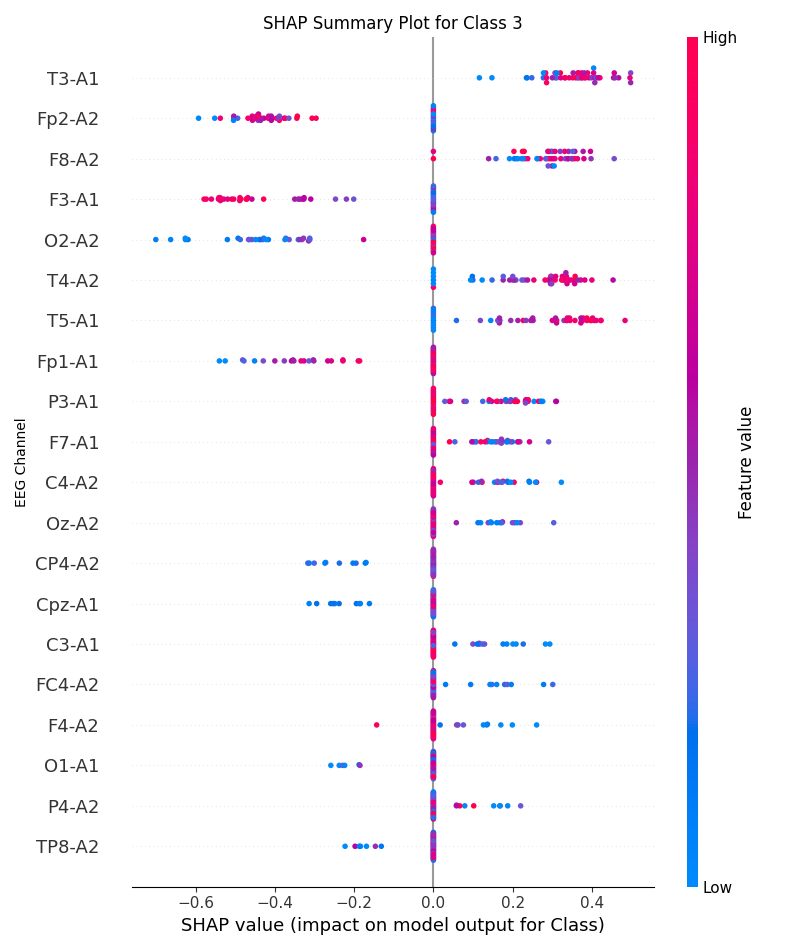 SHAP Summary Plot for Class 3
High
T3-A1
Fp2-A2
F8-A2
F3-A1
O2-A2
T4-A2
T5-A1
Fp1-A1
P3-A1
F7-A1
C4-A2
Oz-A2
CP4-A2
Cpz-A1
C3-A1
FC4-A2
F4-A2
O1-A1
P4-A2
TP8-A2
EEG Channel
Feature value
Low
−0.6 −0.4 −0.2 0.0 0.2 0.4
SHAP value (impact on model output for Class)